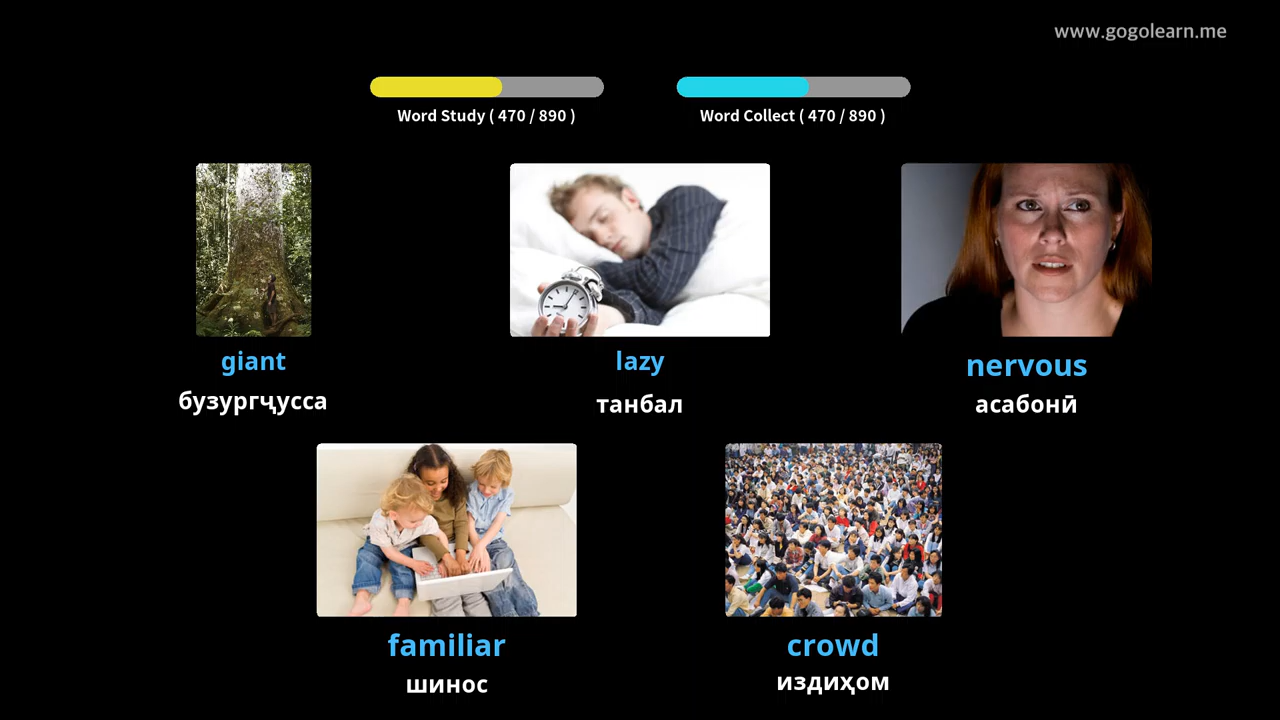 www.gogolearn.me
Word Study ( 470 / 890 )
Word Collect ( 470 / 890 )
giant
lazy
nervous
бузургҷусса
танбал
асабонӣ
familiar
crowd
шинос
издиҳом